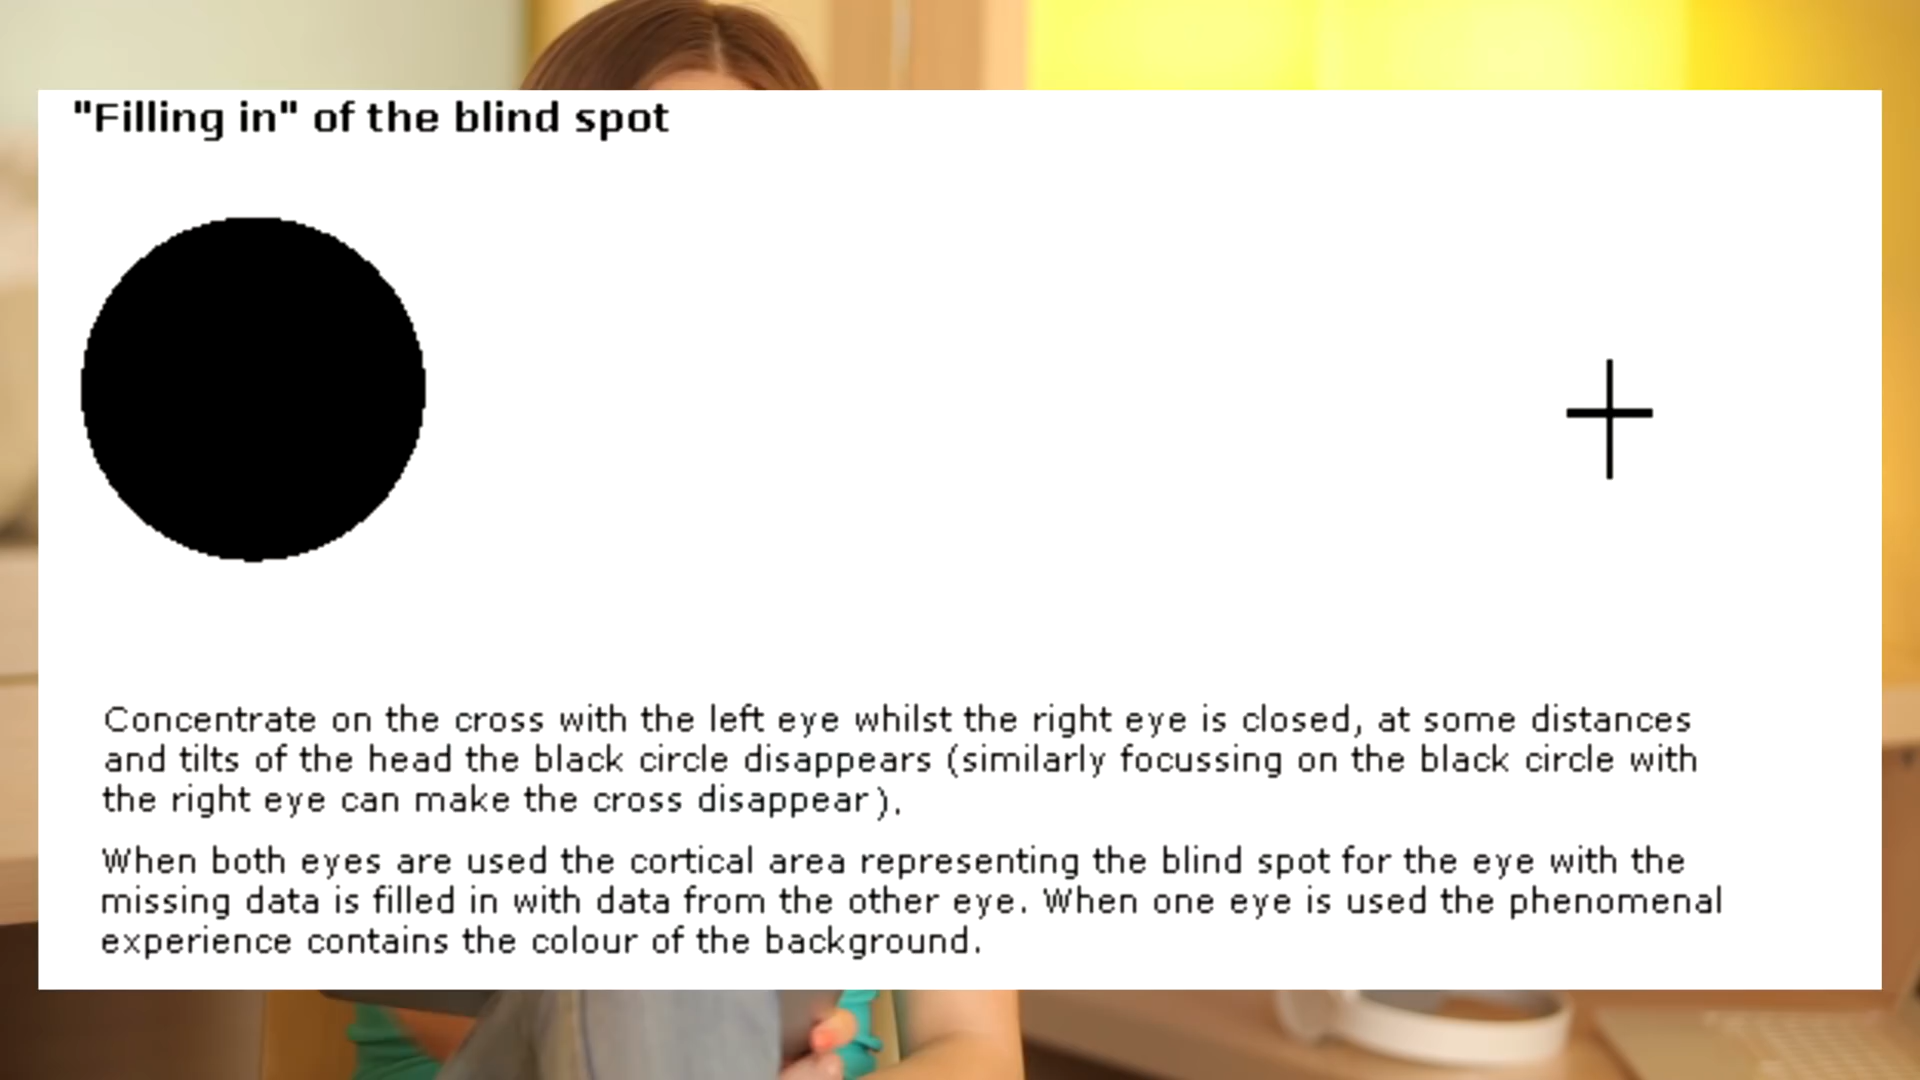 "Filling in" of the blind spot
Concentrate on the cross with the left eye whilst the right eye is closed, at some distances
and tilts of the head the black circle disappears (similarly focussing on the black circle with
the right eye can make the cross disappear).
When both eyes are used the cortical area representing the blind spot for the eye with the
missing data is filled in with data from the other eye. When one eye is used the phenomenal
experience contains the colour of the background.